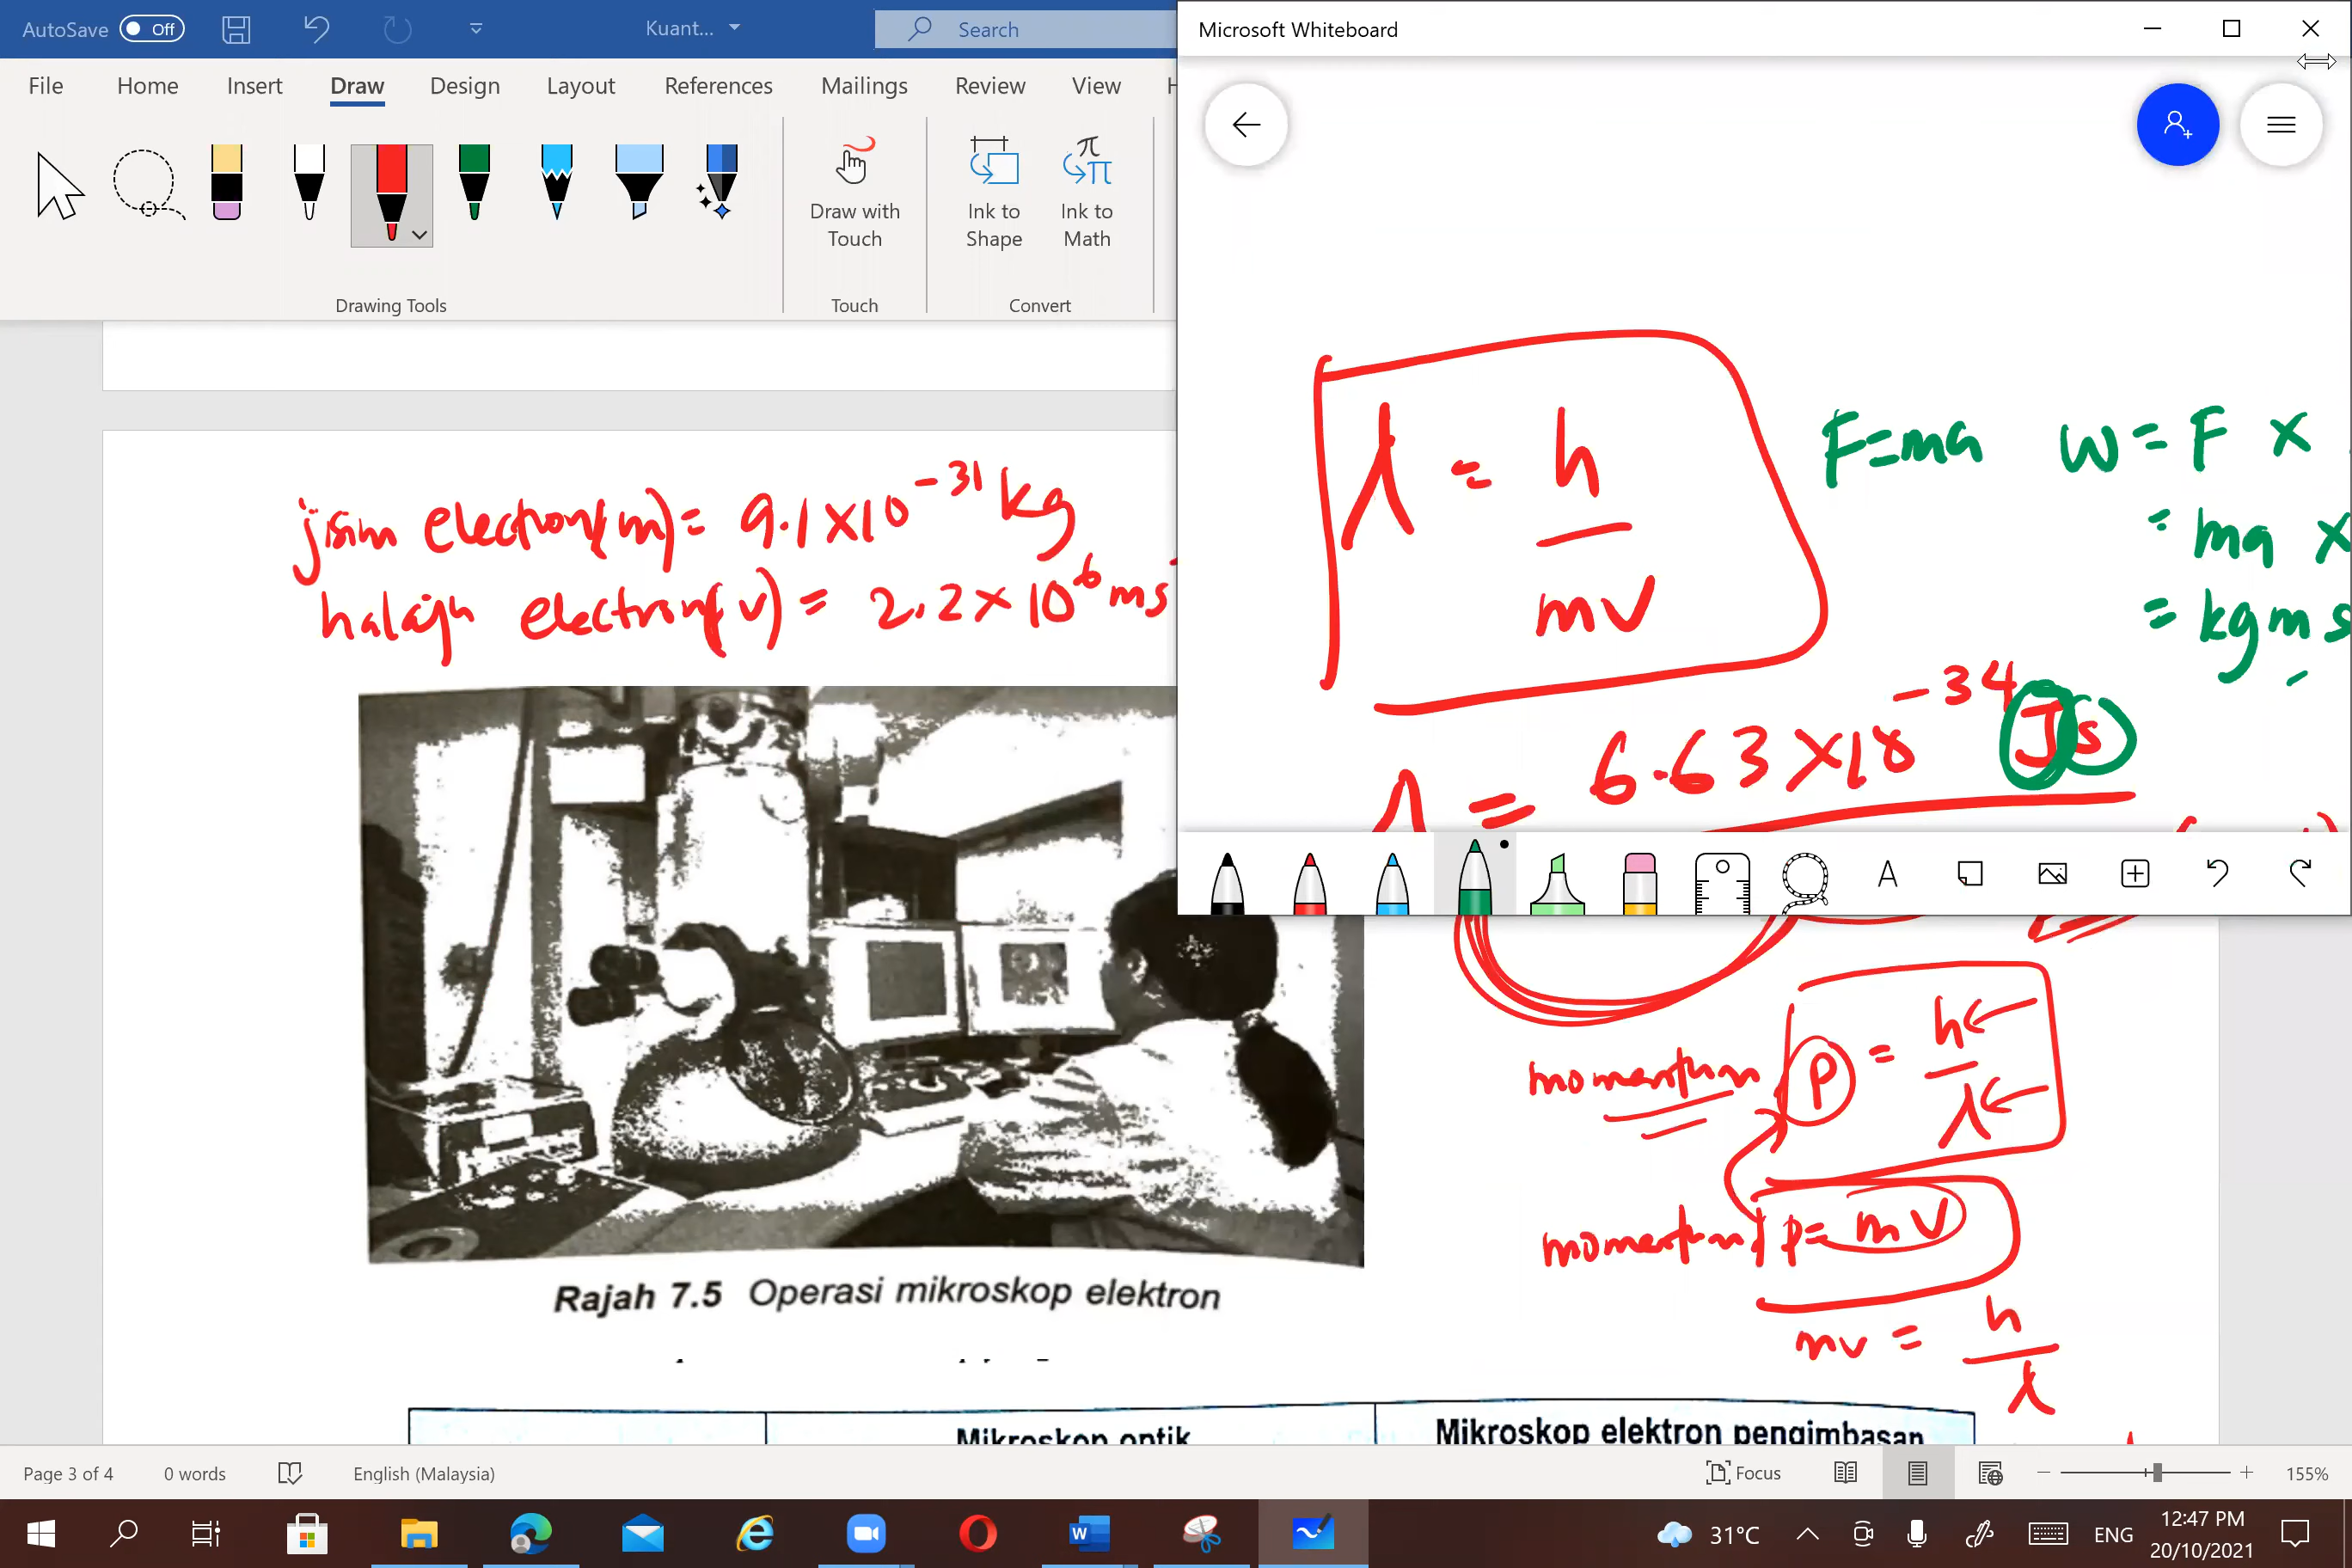 AutoSave Off Kuant... Search
File Home Insert Draw Design Layout References Mailings Review View
Draw with Touch
Ink to Shape
Ink to Math
Drawing Tools Touch Convert
jisim electron(m) = 9.1×10⁻³¹ kg
halaju electron(v) = 2.2×10⁶ ms
Rajah 7.5 Operasi mikroskop elektron
Mikroskop optik Mikroskop elektron pengimbasan
Microsoft Whiteboard
λ = h
mv
F=ma W = F ×
= ma ×
= kgms
λ = 6.63×10⁻³⁴ Js
momentum P = h
λ
momentum p = mv
mv = h
λ
Page 3 of 4 0 words English (Malaysia) Focus 155%
31°C ENG 12:47 PM
20/10/2021